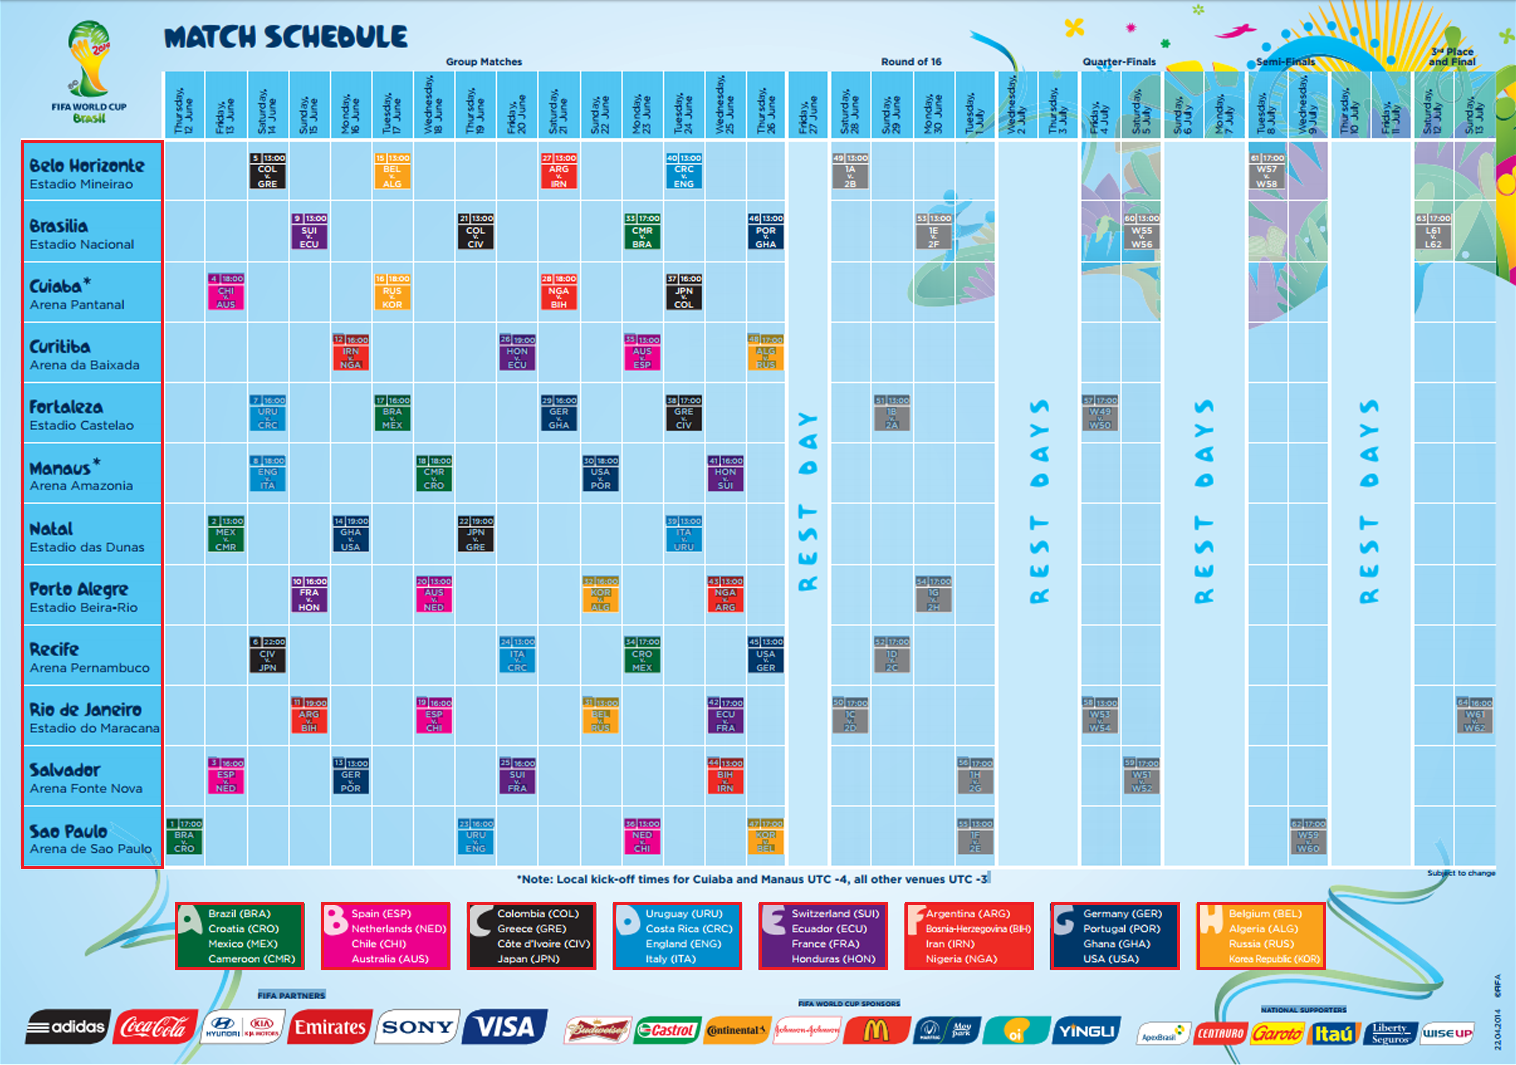 MATCH SCHEDULE
2014
FIFA WORLD CUP
Brasil
Group Matches
Round of 16
Quarter-Finals
Semi-Finals
3rd Place
and Final
Thursday,
12 June
Friday,
13 June
Saturday,
14 June
Sunday,
15 June
Monday,
16 June
Tuesday,
17 June
Wednesday,
18 June
Thursday,
19 June
Friday,
20 June
Saturday,
21 June
Sunday,
22 June
Monday,
23 June
Tuesday,
24 June
Wednesday,
25 June
Thursday,
26 June
Friday,
27 June
Saturday,
28 June
Sunday,
29 June
Monday,
30 June
Tuesday,
1 July
Wednesday,
2 July
Thursday,
3 July
Friday,
4 July
Saturday,
5 July
Sunday,
6 July
Monday,
7 July
Tuesday,
8 July
Wednesday,
9 July
Thursday,
10 July
Friday,
11 July
Saturday,
12 July
Sunday,
13 July
Belo Horizonte
Estadio Mineirao
5 13:00 COL v. GRE
15 13:00 BEL v. ALG
27 13:00 ARG v. IRN
40 13:00 CRC v. ENG
49 13:00 1A v. 2B
61 17:00 W57 v. W58
Brasilia
Estadio Nacional
9 13:00 SUI v. ECU
21 13:00 COL v. CIV
33 17:00 CMR v. BRA
46 13:00 POR v. GHA
53 13:00 1E v. 2F
60 13:00 W55 v. W56
63 17:00 L61 v. L62
Cuiaba*
Arena Pantanal
4 18:00 CHI v. AUS
16 18:00 RUS v. KOR
28 18:00 NGA v. BIH
37 16:00 JPN v. COL
Curitiba
Arena da Baixada
12 16:00 IRN v. NGA
26 19:00 HON v. ECU
35 13:00 AUS v. ESP
48 17:00 ALG v. RUS
Fortaleza
Estadio Castelao
7 16:00 URU v. CRC
17 16:00 BRA v. MEX
29 16:00 GER v. GHA
38 17:00 GRE v. CIV
51 13:00 1B v. 2A
57 17:00 W49 v. W50
Manaus*
Arena Amazonia
8 18:00 ENG v. ITA
18 18:00 CMR v. CRO
30 18:00 USA v. POR
41 16:00 HON v. SUI
Natal
Estadio das Dunas
2 13:00 MEX v. CMR
14 19:00 GHA v. USA
22 19:00 JPN v. GRE
39 13:00 ITA v. URU
Porto Alegre
Estadio Beira-Rio
10 16:00 FRA v. HON
20 13:00 AUS v. NED
32 16:00 KOR v. ALG
43 13:00 NGA v. ARG
54 17:00 1G v. 2H
Recife
Arena Pernambuco
6 22:00 CIV v. JPN
24 13:00 ITA v. CRC
34 17:00 CRO v. MEX
45 13:00 USA v. GER
52 17:00 1D v. 2C
Rio de Janeiro
Estadio do Maracana
11 19:00 ARG v. BIH
19 16:00 ESP v. CHI
31 13:00 BEL v. RUS
42 17:00 ECU v. FRA
50 17:00 1C v. 2D
58 13:00 W53 v. W54
64 16:00 W61 v. W62
Salvador
Arena Fonte Nova
3 16:00 ESP v. NED
13 13:00 GER v. POR
25 16:00 SUI v. FRA
44 13:00 BIH v. IRN
56 17:00 1H v. 2G
59 17:00 W51 v. W52
Sao Paulo
Arena de Sao Paulo
1 17:00 BRA v. CRO
23 16:00 URU v. ENG
36 13:00 NED v. CHI
47 17:00 KOR v. BEL
55 13:00 1F v. 2E
62 17:00 W59 v. W60
REST DAY
REST DAYS
REST DAYS
REST DAYS
*Note: Local kick-off times for Cuiaba and Manaus UTC -4, all other venues UTC -3
Subject to change
A
Brazil (BRA)
Croatia (CRO)
Mexico (MEX)
Cameroon (CMR)
B
Spain (ESP)
Netherlands (NED)
Chile (CHI)
Australia (AUS)
C
Colombia (COL)
Greece (GRE)
Côte d'Ivoire (CIV)
Japan (JPN)
D
Uruguay (URU)
Costa Rica (CRC)
England (ENG)
Italy (ITA)
E
Switzerland (SUI)
Ecuador (ECU)
France (FRA)
Honduras (HON)
F
Argentina (ARG)
Bosnia-Herzegovina (BIH)
Iran (IRN)
Nigeria (NGA)
G
Germany (GER)
Portugal (POR)
Ghana (GHA)
USA (USA)
H
Belgium (BEL)
Algeria (ALG)
Russia (RUS)
Korea Republic (KOR)
FIFA PARTNERS
FIFA WORLD CUP SPONSORS
NATIONAL SUPPORTERS
adidas
Coca-Cola
HYUNDAI
KIA MOTORS
Emirates
SONY
VISA
Budweiser
Castrol
Continental
Johnson & Johnson
M
MARFRIG
Moy park
oi
YINGLI
ApexBrasil
CENTAURO
Garoto
Itaú
Liberty
Seguros
WISEUP
22.04.2014 ©FIFA